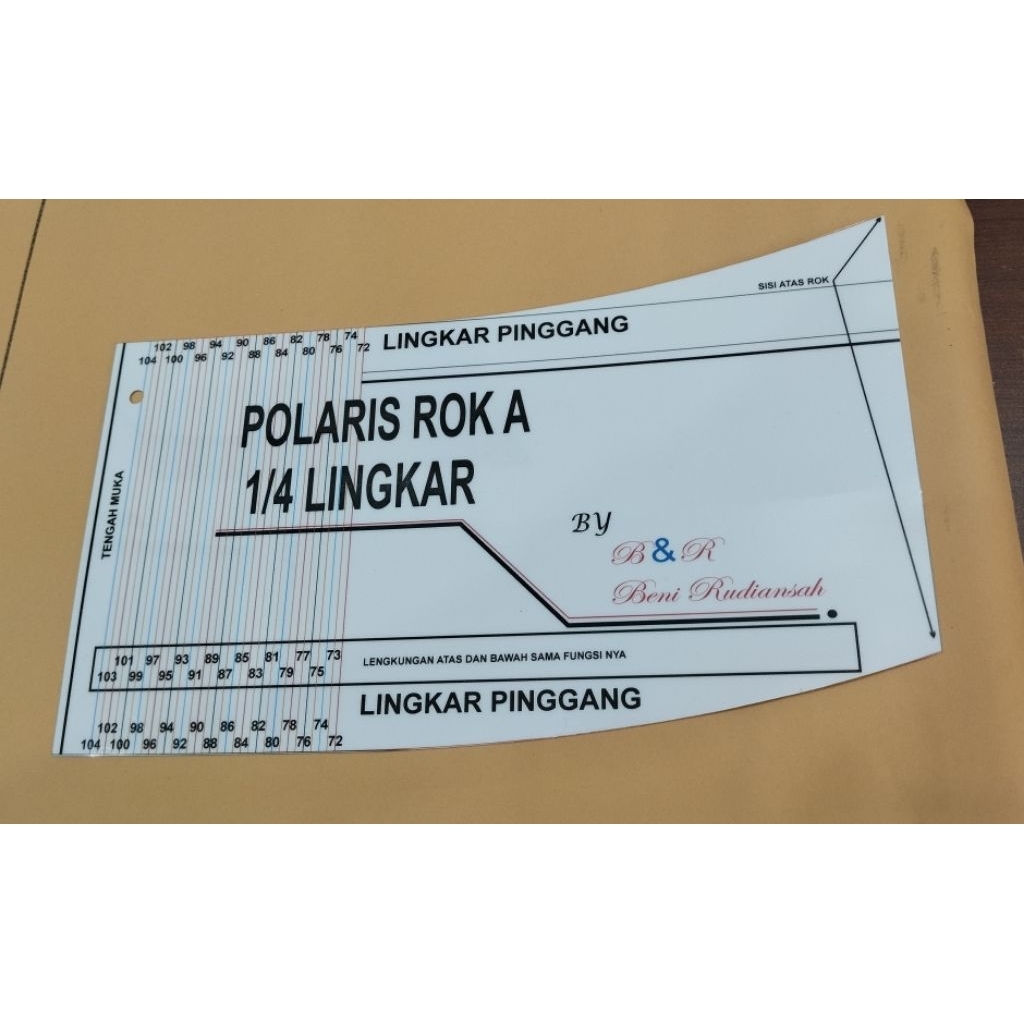 102 98 94 90 86 82 78 74
104 100 96 92 88 84 80 76 72
LINGKAR PINGGANG
SISI ATAS ROK
TENGAH MUKA
POLARIS ROK A
1/4 LINGKAR
BY
B & R
Beni Rudiansah
101 97 93 89 85 81 77 73
103 99 95 91 87 83 79 75
LENGKUNGAN ATAS DAN BAWAH SAMA FUNGSI NYA
LINGKAR PINGGANG
102 98 94 90 86 82 78 74
104 100 96 92 88 84 80 76 72